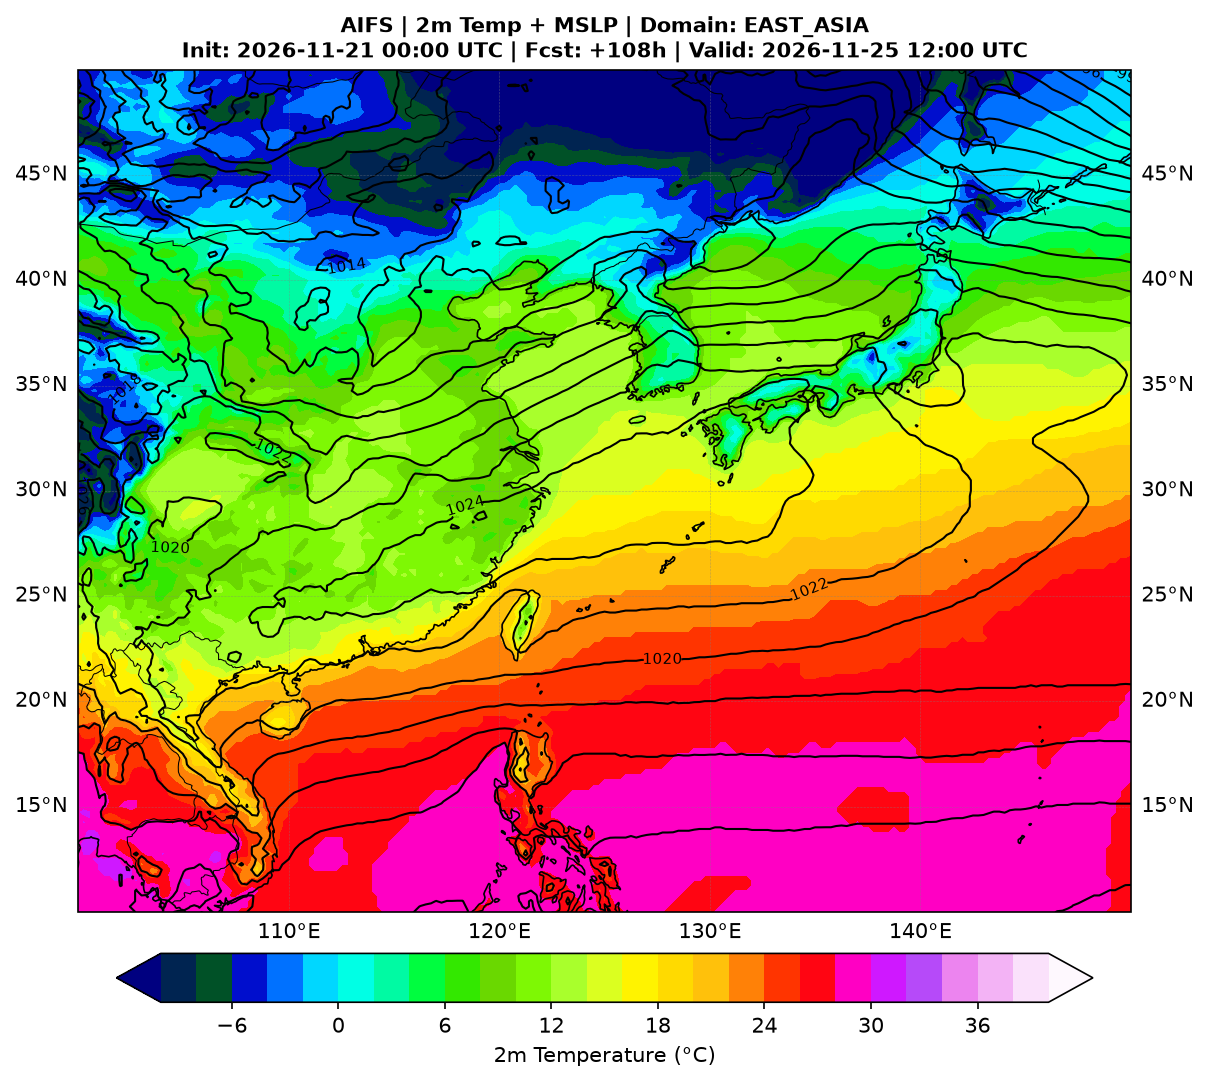 AIFS | 2m Temp + MSLP | Domain: EAST_ASIA
Init: 2026-11-21 00:00 UTC | Fcst: +108h | Valid: 2026-11-25 12:00 UTC
45°N 45°N
40°N 40°N
35°N 35°N
30°N 30°N
25°N 25°N
20°N 20°N
15°N 15°N
1014
1018
1022
1024
1020
1022
1020
110°E 120°E 130°E 140°E
−6 0 6 12 18 24 30 36
2m Temperature (°C)